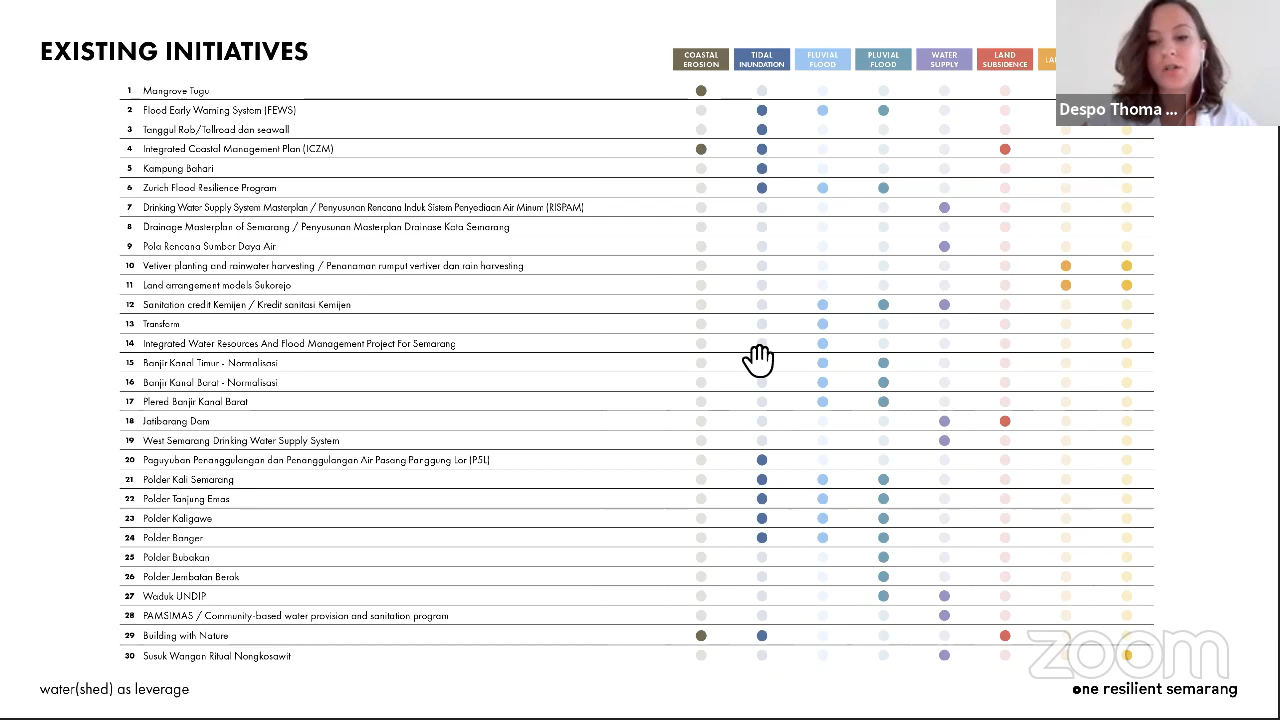 EXISTING INITIATIVES
COASTAL EROSION
TIDAL INUNDATION
FLUVIAL FLOOD
PLUVIAL FLOOD
WATER SUPPLY
LAND SUBSIDENCE
Despo Thoma ...
1 Mangrove Tugu
2 Flood Early Warning System (FEWS)
3 Tanggul Rob/Tollroad dan seawall
4 Integrated Coastal Management Plan (ICZM)
5 Kampung Bahari
6 Zurich Flood Resilience Program
7 Drinking Water Supply System Masterplan / Penyusunan Rencana Induk Sistem Penyediaan Air Minum (RISPAM)
8 Drainage Masterplan of Semarang / Penyusunan Masterplan Drainase Kota Semarang
9 Pola Rencana Sumber Daya Air
10 Vetiver planting and rainwater harvesting / Penanaman rumput vertiver dan rain harvesting
11 Land arrangement models Sukorejo
12 Sanitation credit Kemijen / Kredit sanitasi Kemijen
13 Transform
14 Integrated Water Resources And Flood Management Project For Semarang
15 Banjir Kanal Timur - Normalisasi
16 Banjir Kanal Barat - Normalisasi
17 Plered Banjir Kanal Barat
18 Jatibarang Dam
19 West Semarang Drinking Water Supply System
20 Paguyuban Penanggulangan dan Penanggulangan Air Pasang Panggung Lor (P5L)
21 Polder Kali Semarang
22 Polder Tanjung Emas
23 Polder Kaligawe
24 Polder Banger
25 Polder Bubakan
26 Polder Jembatan Berok
27 Waduk UNDIP
28 PAMSIMAS / Community-based water provision and sanitation program
29 Building with Nature
30 Susuk Wangan Ritual Nongkosawit
zoom
water(shed) as leverage
one resilient semarang